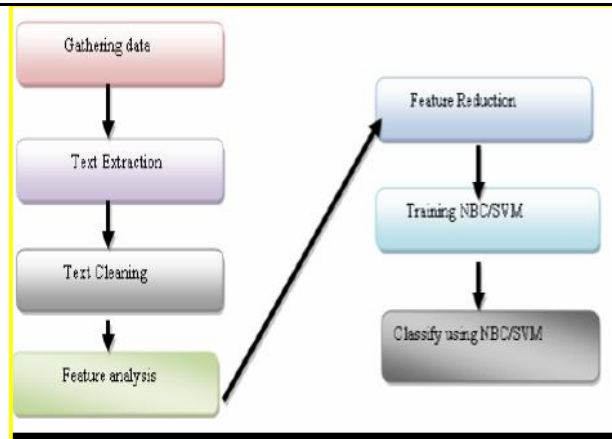 Gathering data
Text Extraction
Text Cleaning
Feature analysis
Feature Reduction
Training NBC/SVM
Classify using NBC/SVM